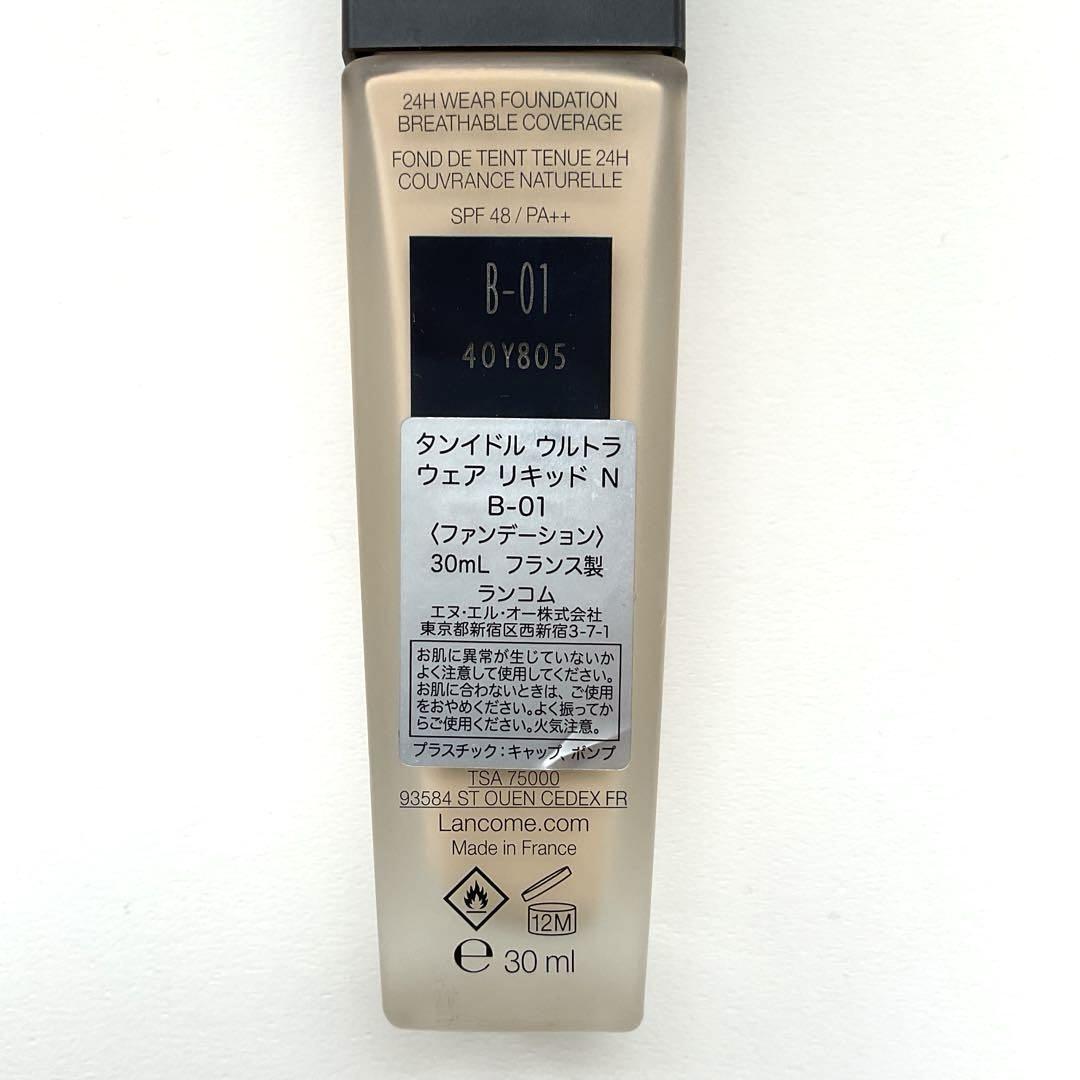 24H WEAR FOUNDATION
BREATHABLE COVERAGE
FOND DE TEINT TENUE 24H
COUVRANCE NATURELLE
SPF 48 / PA++
B-01
40Y805
タンイドル ウルトラ
ウェア リキッド N
B-01
〈ファンデーション〉
30mL フランス製
ランコム
エヌ・エル・オー株式会社
東京都新宿区西新宿3-7-1
お肌に異常が生じていないか
よく注意して使用してください。
お肌に合わないときは、ご使用
をおやめください。よく振ってか
らご使用ください。火気注意。
プラスチック：キャップ、ポンプ
TSA 75000
93584 ST OUEN CEDEX FR
Lancome.com
Made in France
12M
℮ 30 ml